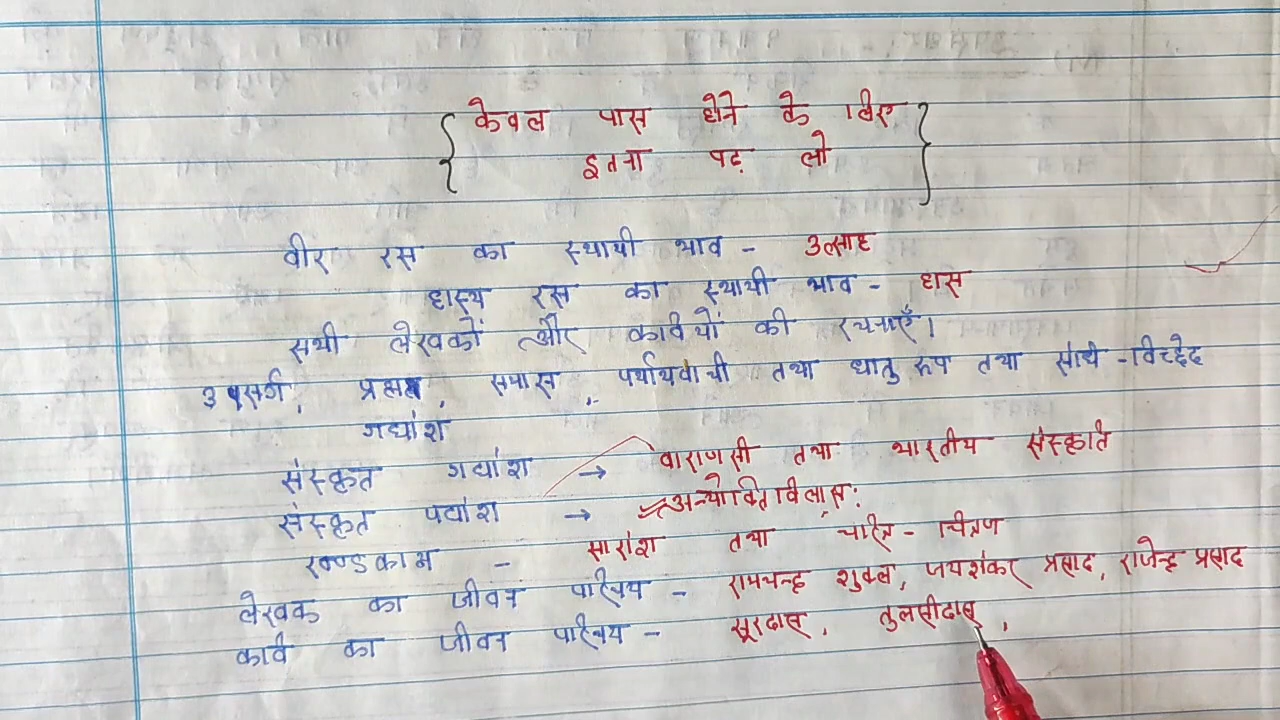 केवल पास होने के लिए
इतना पढ़ लो
वीर रस का स्थायी भाव - उत्साह
हास्य रस का स्थायी भाव - हास
सभी लेखकों और कवियों की रचनाएँ।
उपसर्ग, प्रत्यय, समास, पर्यायवाची तथा धातु रूप तथा संधि - विच्छेद
गद्यांश
संस्कृत गद्यांश → वाराणसी तथा भारतीय संस्कृति
संस्कृत पद्यांश → अन्योक्तिविलासः
खण्डकाव्य - सारांश तथा चरित्र - चित्रण
लेखक का जीवन परिचय - रामचन्द्र शुक्ल, जयशंकर प्रसाद, राजेन्द्र प्रसाद
कवि का जीवन परिचय - सूरदास, तुलसीदास,